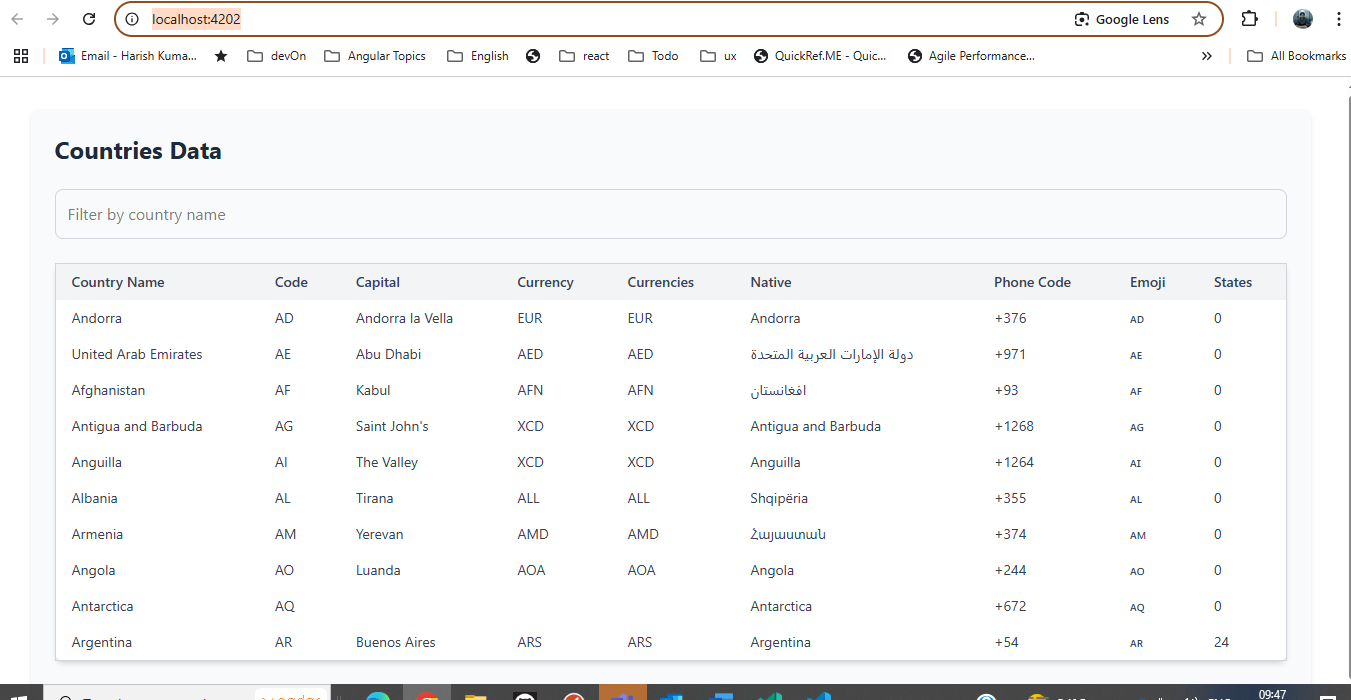 localhost:4202 Google Lens
Email - Harish Kuma... devOn Angular Topics English react Todo ux QuickRef.ME - Quic... Agile Performance... » All Bookmarks
Countries Data
Filter by country name
Country Name Code Capital Currency Currencies Native Phone Code Emoji States
Andorra AD Andorra la Vella EUR EUR Andorra +376 AD 0
United Arab Emirates AE Abu Dhabi AED AED دولة الإمارات العربية المتحدة +971 AE 0
Afghanistan AF Kabul AFN AFN افغانستان +93 AF 0
Antigua and Barbuda AG Saint John's XCD XCD Antigua and Barbuda +1268 AG 0
Anguilla AI The Valley XCD XCD Anguilla +1264 AI 0
Albania AL Tirana ALL ALL Shqipëria +355 AL 0
Armenia AM Yerevan AMD AMD Հայաստան +374 AM 0
Angola AO Luanda AOA AOA Angola +244 AO 0
Antarctica AQ Antarctica +672 AQ 0
Argentina AR Buenos Aires ARS ARS Argentina +54 AR 24
09:47